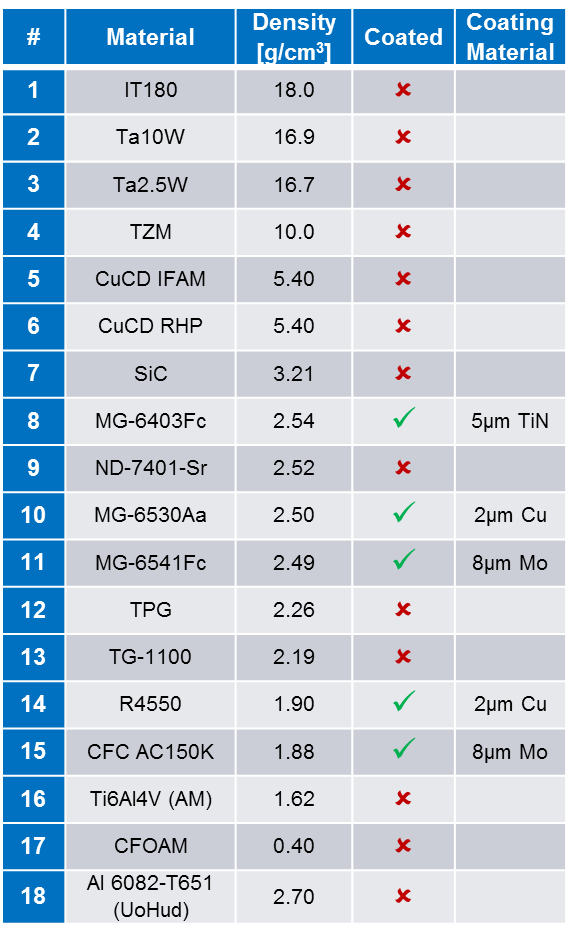 # Material Density [g/cm³] Coated Coating Material
1 IT180 18.0 ✘
2 Ta10W 16.9 ✘
3 Ta2.5W 16.7 ✘
4 TZM 10.0 ✘
5 CuCD IFAM 5.40 ✘
6 CuCD RHP 5.40 ✘
7 SiC 3.21 ✘
8 MG-6403Fc 2.54 ✓ 5µm TiN
9 ND-7401-Sr 2.52 ✘
10 MG-6530Aa 2.50 ✓ 2µm Cu
11 MG-6541Fc 2.49 ✓ 8µm Mo
12 TPG 2.26 ✘
13 TG-1100 2.19 ✘
14 R4550 1.90 ✓ 2µm Cu
15 CFC AC150K 1.88 ✓ 8µm Mo
16 Ti6Al4V (AM) 1.62 ✘
17 CFOAM 0.40 ✘
18 Al 6082-T651 (UoHud) 2.70 ✘